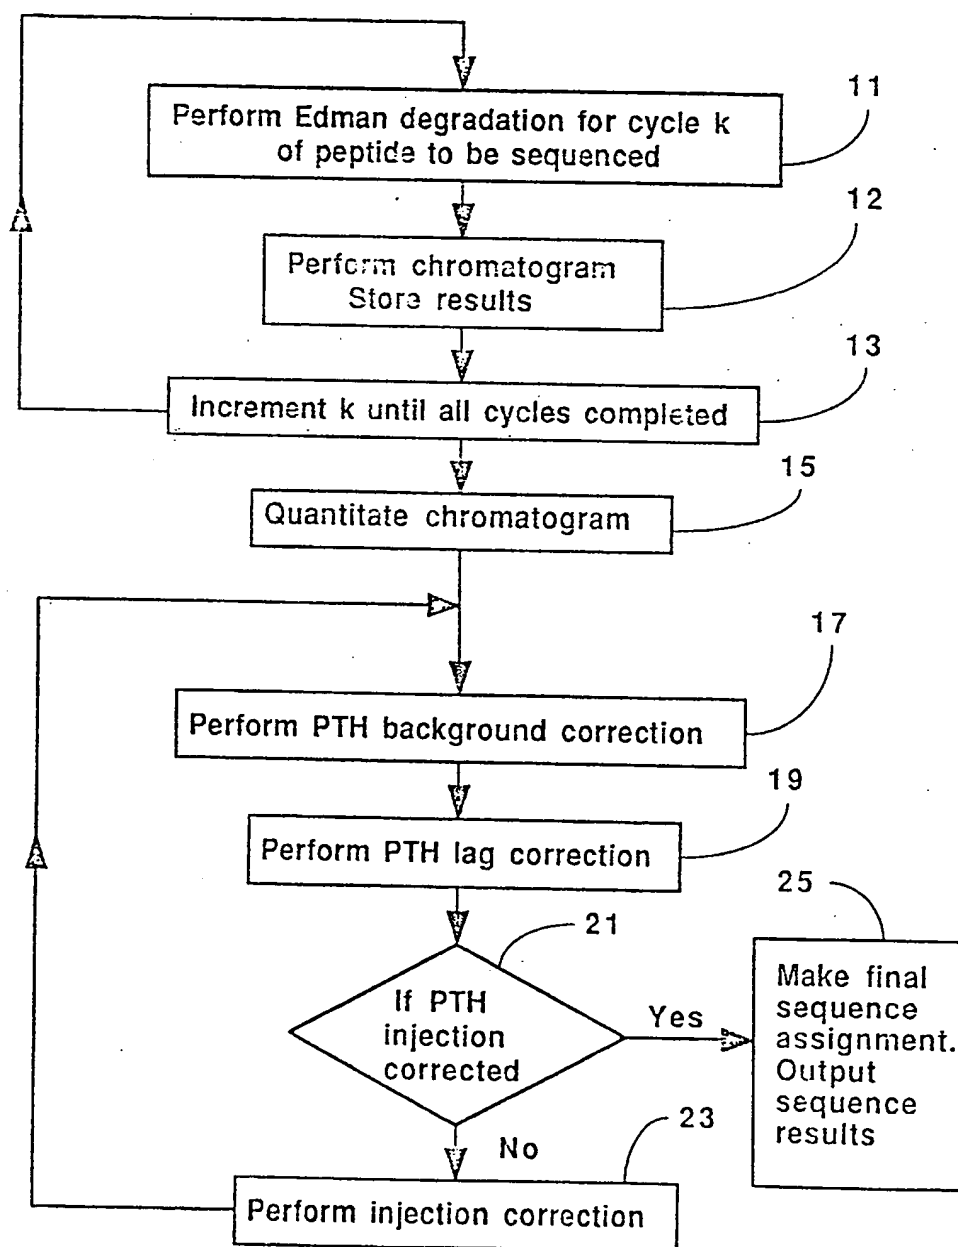 11
Perform Edman degradation for cycle k
of peptide to be sequenced
12
Perform chromatogram
Store results
13
Increment k until all cycles completed
15
Quantitate chromatogram
17
Perform PTH background correction
19
Perform PTH lag correction
21
If PTH
injection
corrected
Yes
25
Make final
sequence
assignment.
Output
sequence
results
No
23
Perform injection correction